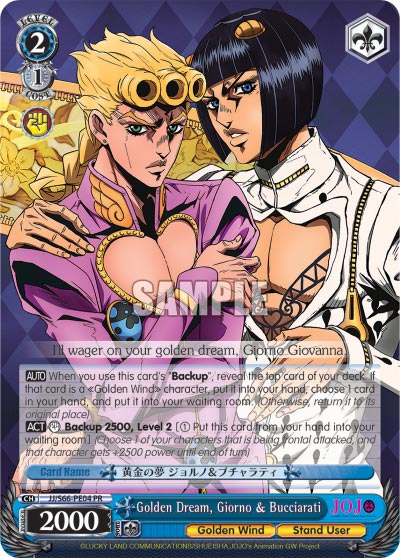 LEVEL
2
1
COST
SAMPLE
I'll wager on your golden dream, Giorno Giovanna.
AUTO When you use this card's "Backup", reveal the top card of your deck. If
that card is a «Golden Wind» character, put it into your hand, choose 1 card
in your hand, and put it into your waiting room. (Otherwise, return it to its
original place)
ACT Backup 2500, Level 2 [① Put this card from your hand into your
waiting room] (Choose 1 of your characters that is being frontal attacked, and
that character gets +2500 power until end of turn)
Card Name 黄金の夢 ジョルノ&ブチャラティ
CH JJ/S66-PE04 PR
Golden Dream, Giorno & Bucciarati JOJO
POWER
2000
SOUL
Golden Wind Stand User
©LUCKY LAND COMMUNICATIONS/SHUEISHA,JOJO's Animation GW Project